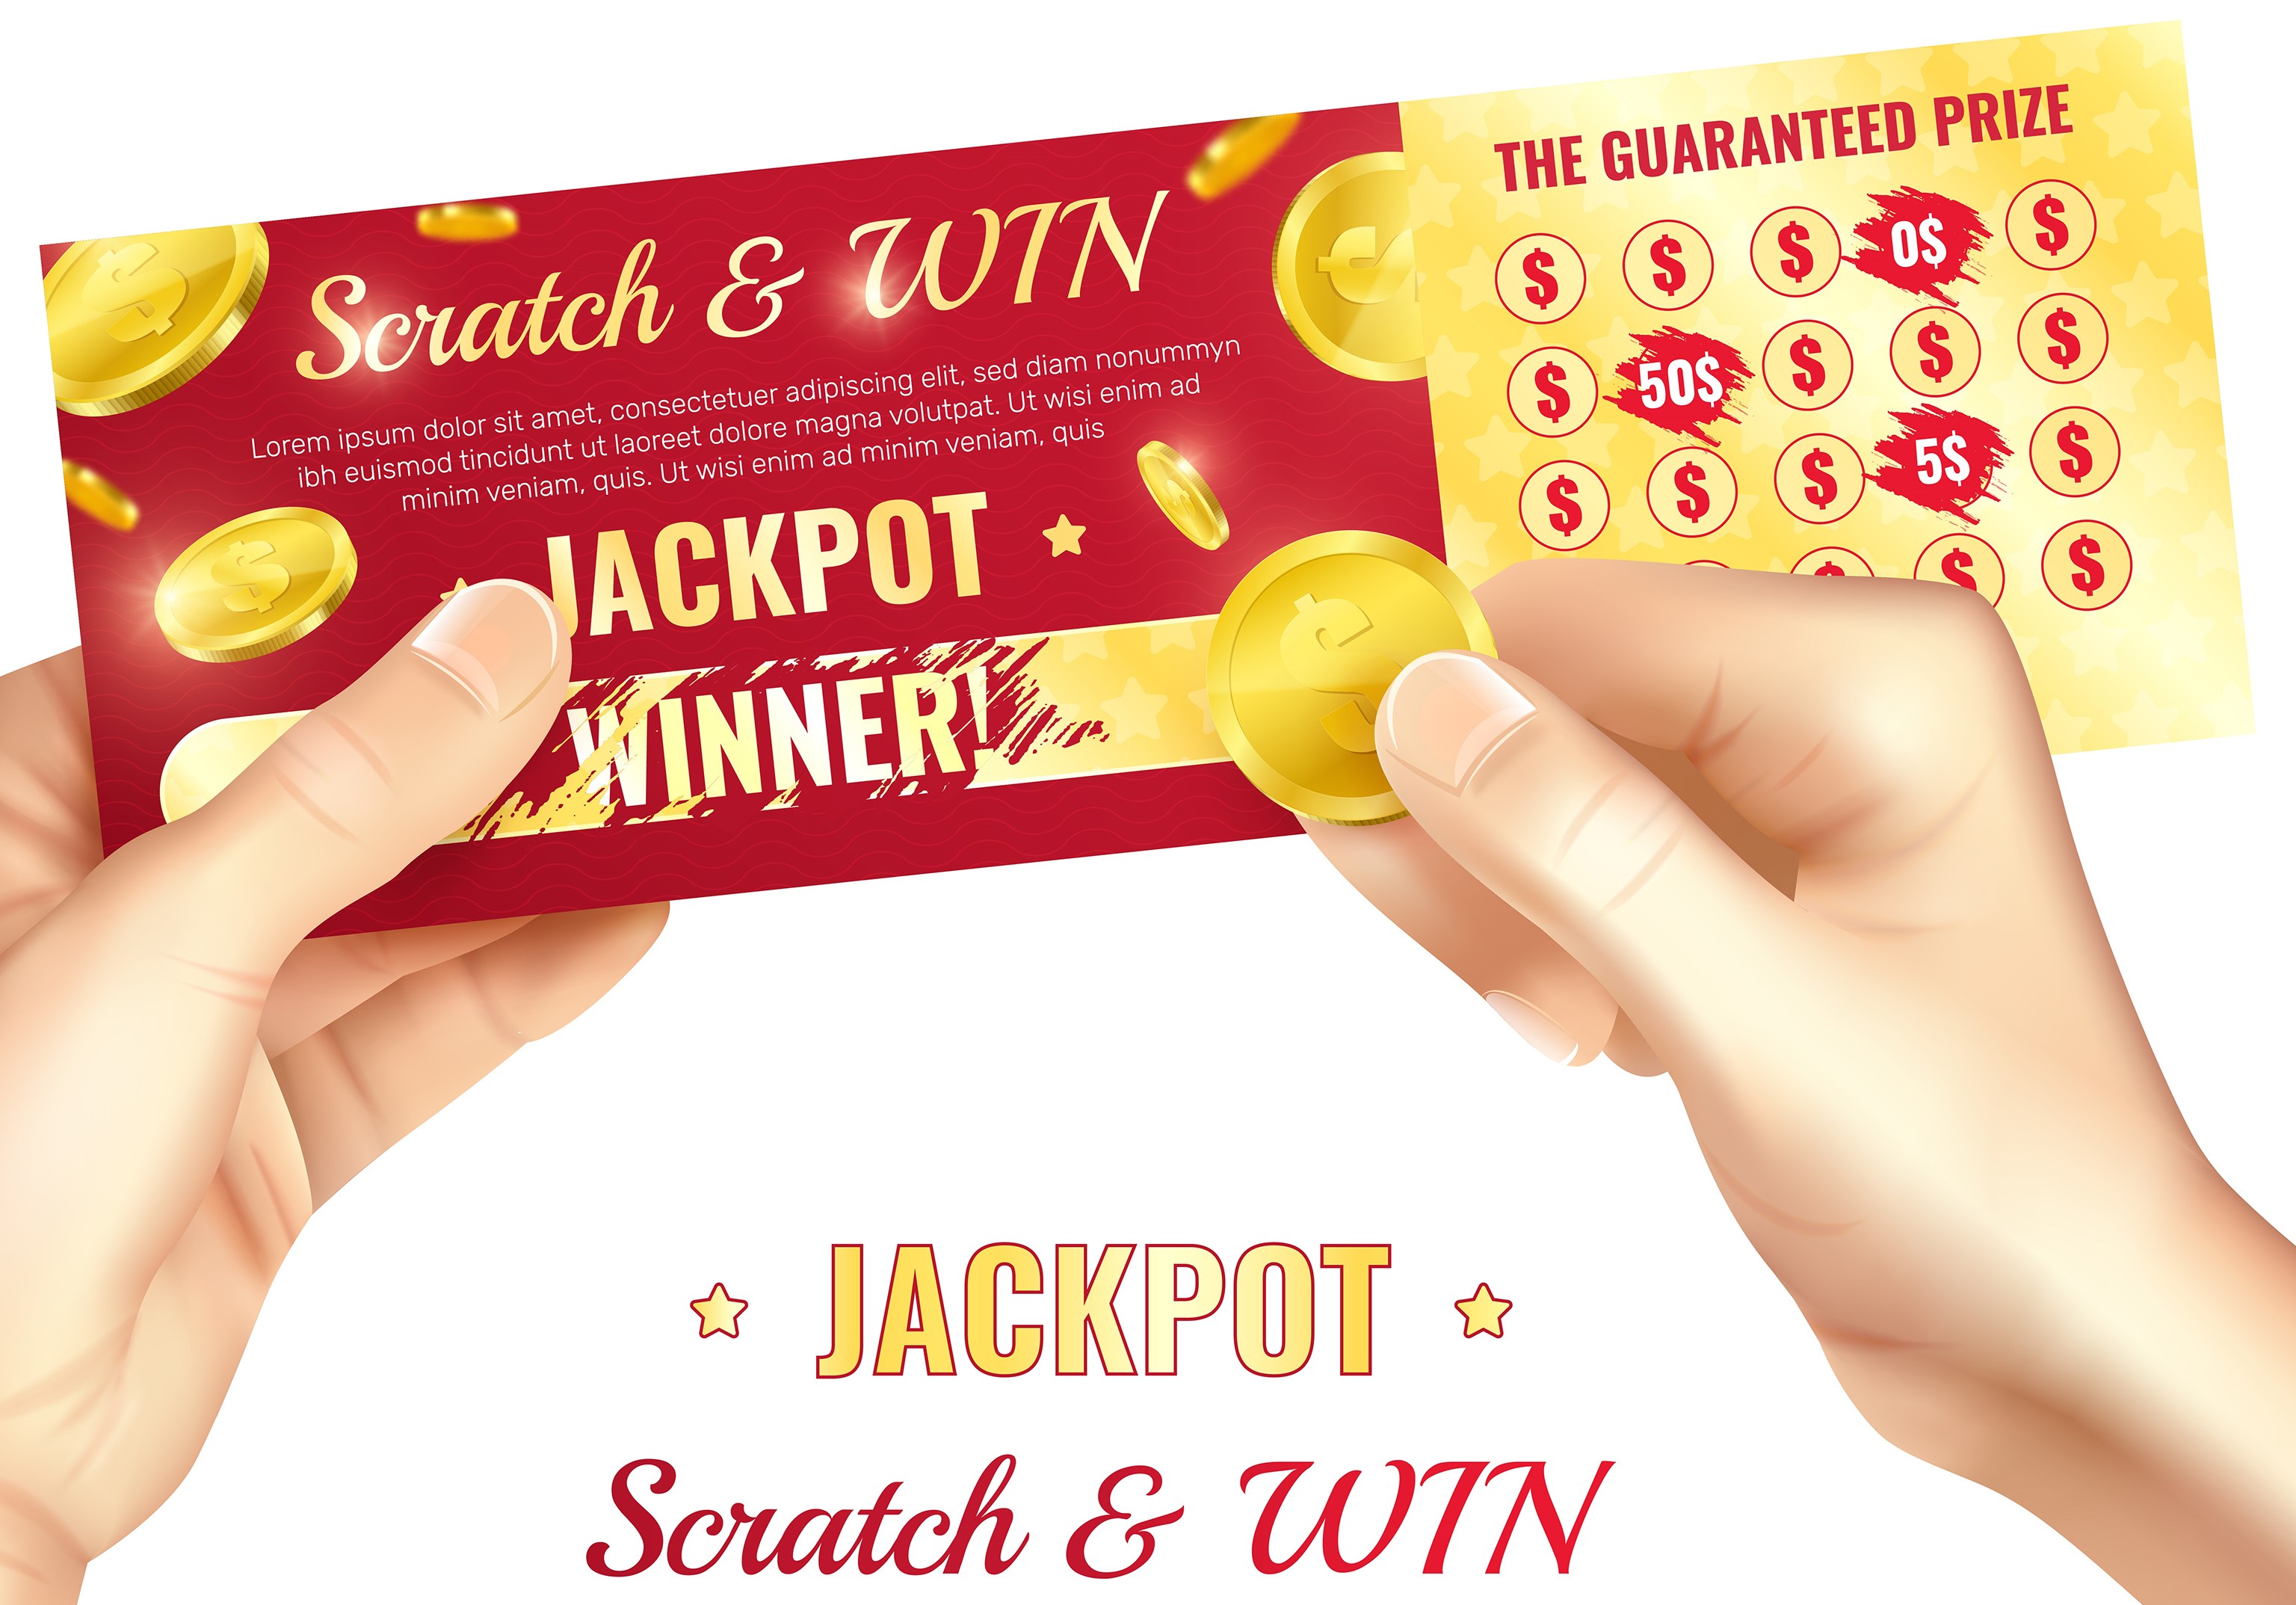 Scratch & WIN
Lorem ipsum dolor sit amet, consectetuer adipiscing elit, sed diam nonummyn
ibh euismod tincidunt ut laoreet dolore magna volutpat. Ut wisi enim ad
minim veniam, quis. Ut wisi enim ad minim veniam, quis
JACKPOT
WINNER!
THE GUARANTEED PRIZE
$ $ $ 0$ $
$ 50$ $ $ $
$ $ $ 5$ $
$ $ $
JACKPOT
Scratch & WIN